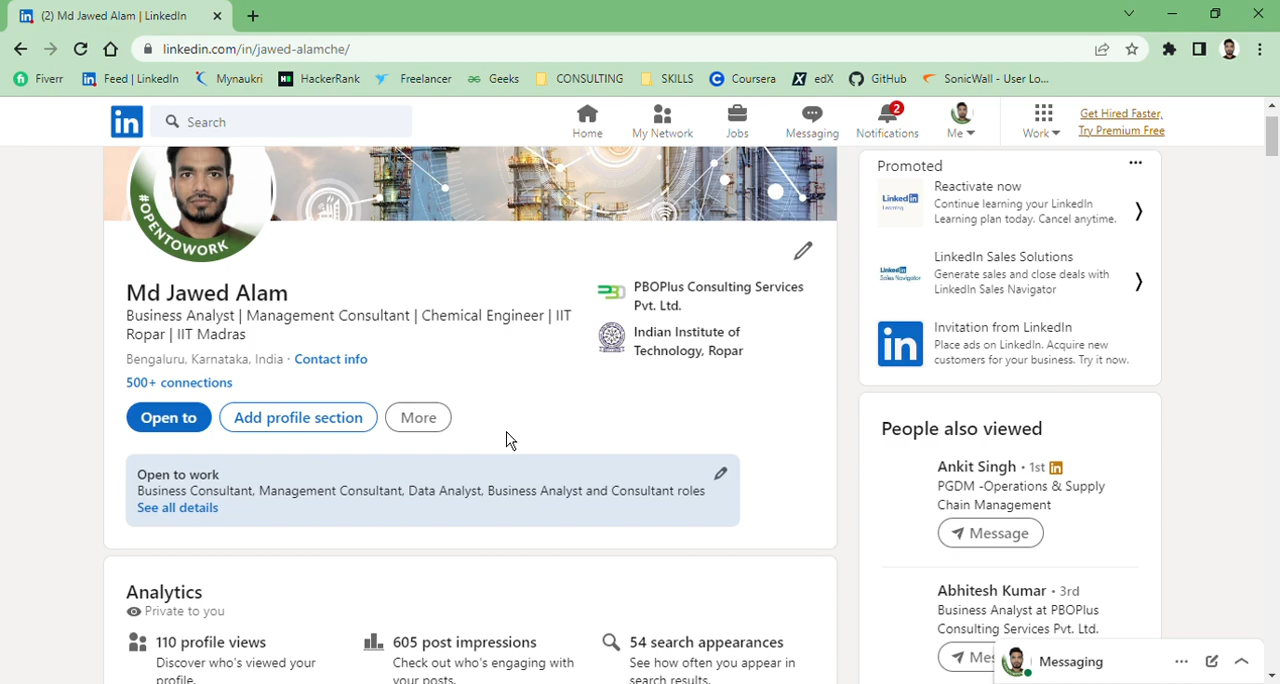 (2) Md Jawed Alam | LinkedIn
linkedin.com/in/jawed-alamche/
Fiverr Feed | LinkedIn Mynaukri HackerRank Freelancer Geeks CONSULTING SKILLS Coursera edX GitHub SonicWall - User Lo...
in Search
Home My Network Jobs Messaging Notifications 2 Me Work
Get Hired Faster,
Try Premium Free
#OPENTOWORK
Md Jawed Alam
Business Analyst | Management Consultant | Chemical Engineer | IIT
Ropar | IIT Madras
Bengaluru, Karnataka, India · Contact info
500+ connections
PBOPlus Consulting Services
Pvt. Ltd.
Indian Institute of
Technology, Ropar
Open to Add profile section More
Open to work
Business Consultant, Management Consultant, Data Analyst, Business Analyst and Consultant roles
See all details
Analytics
Private to you
110 profile views
Discover who's viewed your
profile.
605 post impressions
Check out who's engaging with
your posts.
54 search appearances
See how often you appear in
search results.
Promoted
Reactivate now
Continue learning your LinkedIn
Learning plan today. Cancel anytime.
LinkedIn Sales Solutions
Generate sales and close deals with
LinkedIn Sales Navigator
Invitation from LinkedIn
Place ads on LinkedIn. Acquire new
customers for your business. Try it now.
People also viewed
Ankit Singh · 1st in
PGDM -Operations & Supply
Chain Management
Message
Abhitesh Kumar · 3rd
Business Analyst at PBOPlus
Consulting Services Pvt. Ltd.
Messaging